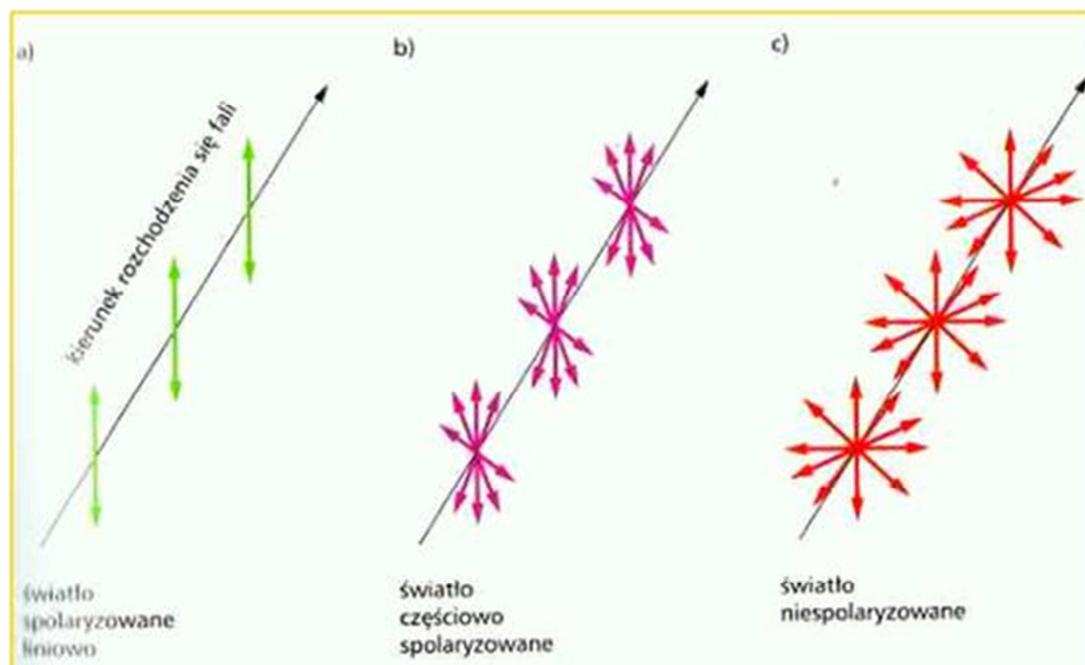 a)
kierunek rozchodzenia się fali
światło
spolaryzowane
liniowo
b)
światło
częściowo
spolaryzowane
c)
światło
niespolaryzowane